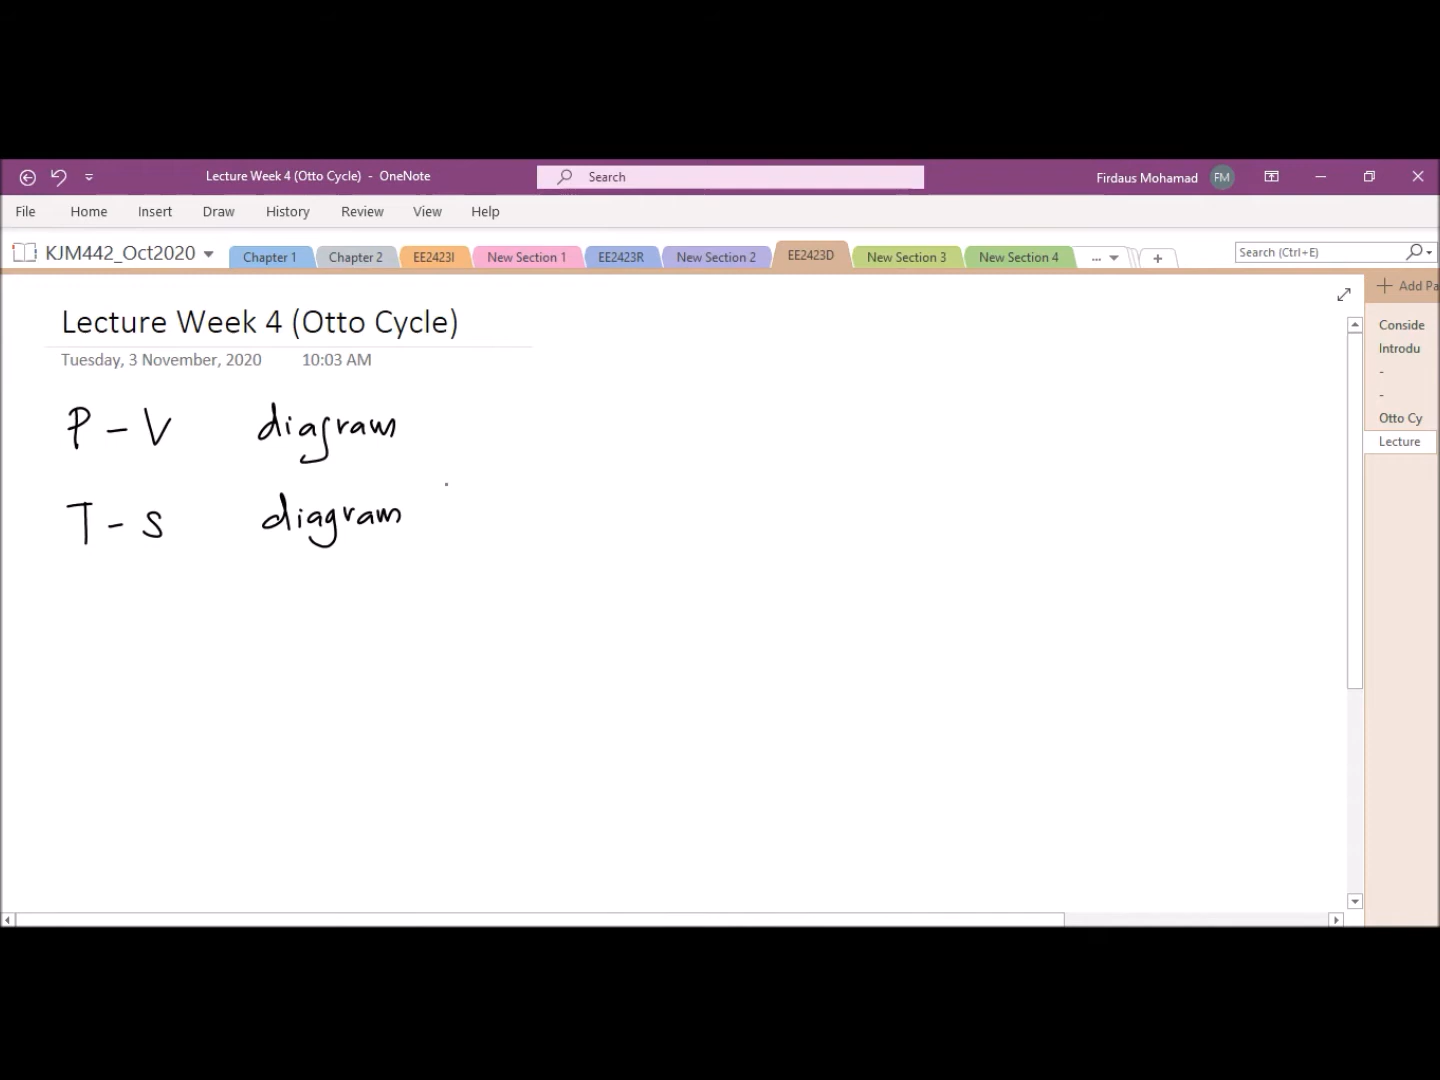 Lecture Week 4 (Otto Cycle) - OneNote
Search
Firdaus Mohamad
FM
File Home Insert Draw History Review View Help
KJM442_Oct2020
Chapter 1 Chapter 2 EE2423I New Section 1 EE2423R New Section 2 EE2423D New Section 3 New Section 4 ... +
Search (Ctrl+E)
Add Pa
Lecture Week 4 (Otto Cycle)
Tuesday, 3 November, 2020 10:03 AM
P - V diagram
T - s diagram
Conside
Introdu
-
-
Otto Cy
Lecture